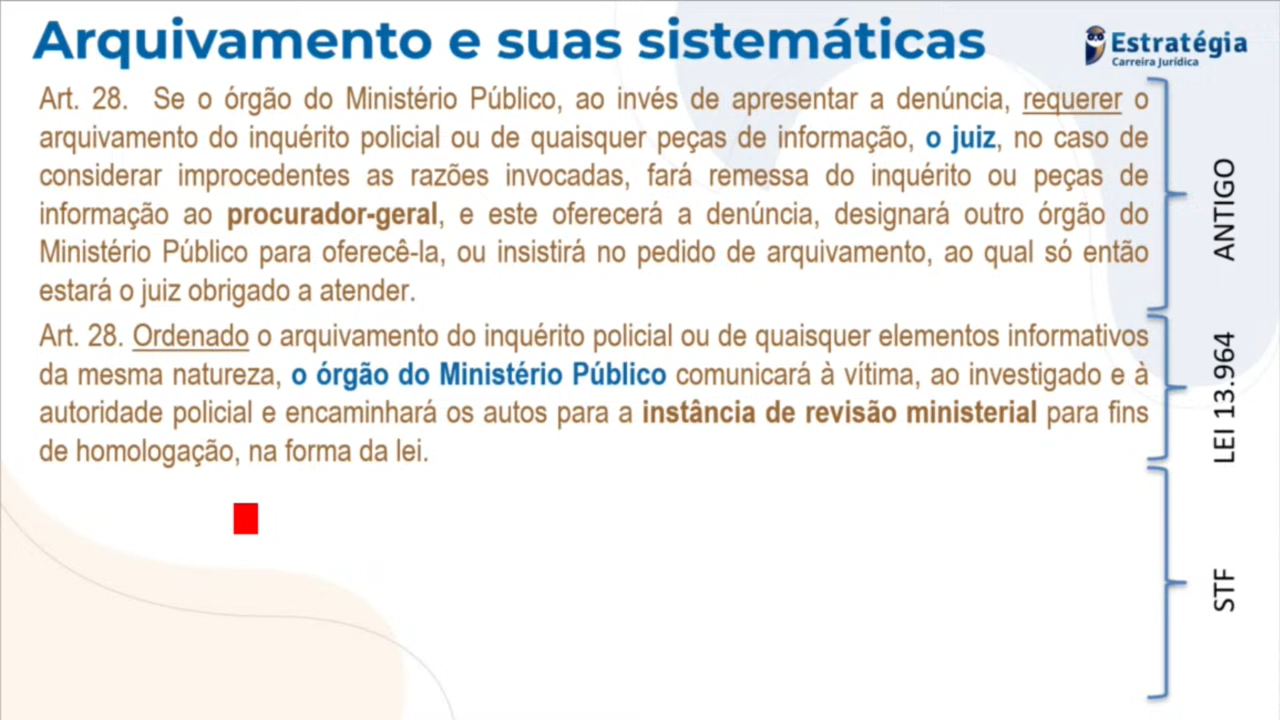 Arquivamento e suas sistemáticas
Estratégia
Carreira Jurídica
Art. 28. Se o órgão do Ministério Público, ao invés de apresentar a denúncia, requerer o
arquivamento do inquérito policial ou de quaisquer peças de informação, o juiz, no caso de
considerar improcedentes as razões invocadas, fará remessa do inquérito ou peças de
informação ao procurador-geral, e este oferecerá a denúncia, designará outro órgão do
Ministério Público para oferecê-la, ou insistirá no pedido de arquivamento, ao qual só então
estará o juiz obrigado a atender.
ANTIGO
Art. 28. Ordenado o arquivamento do inquérito policial ou de quaisquer elementos informativos
da mesma natureza, o órgão do Ministério Público comunicará à vítima, ao investigado e à
autoridade policial e encaminhará os autos para a instância de revisão ministerial para fins
de homologação, na forma da lei.
LEI 13.964
STF